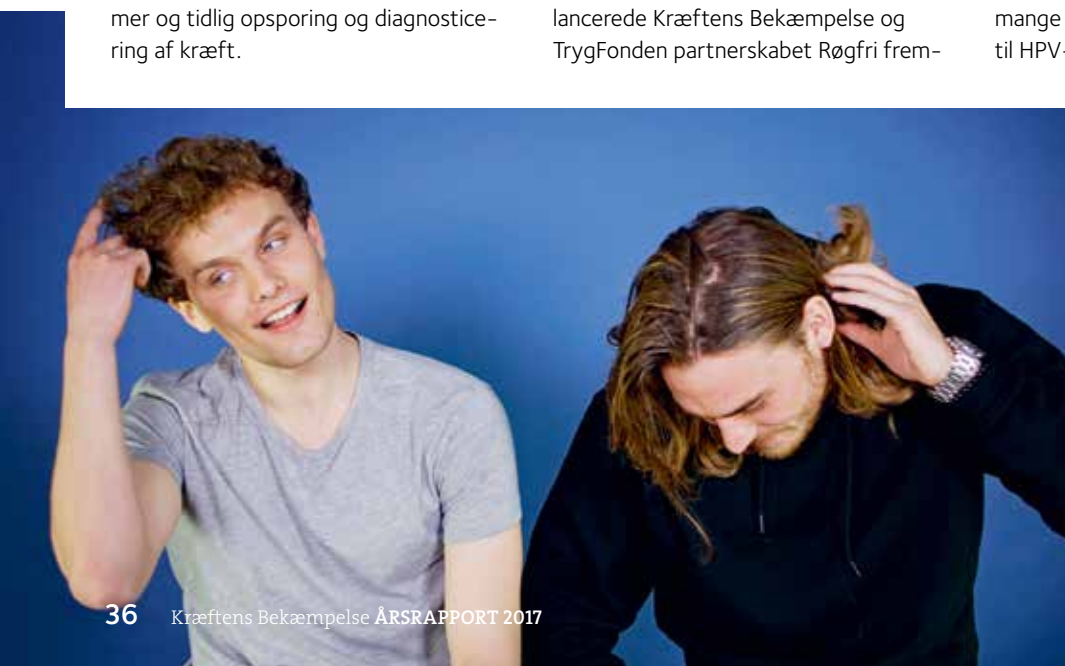 mer og tidlig opsporing og diagnostice-
ring af kræft.
lancerede Kræftens Bekæmpelse og
TrygFonden partnerskabet Røgfri frem-
mange
til HPV-
36 Kræftens Bekæmpelse ÅRSRAPPORT 2017